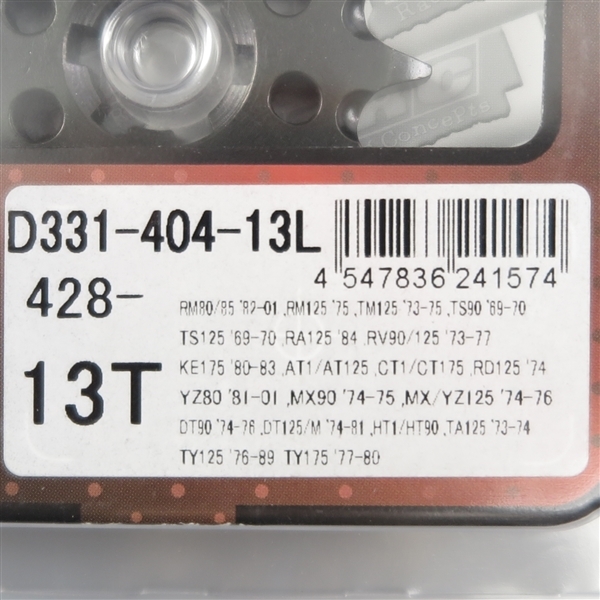 Concepts
D331-404-13L
4 547836 241574
428-
13T
RM80/85 '82-01 ,RM125 '75 ,TM125 '73-75 ,TS90 '69-70
TS125 '69-70 ,RA125 '84 ,RV90/125 '73-77
KE175 '80-83 ,AT1/AT125 ,CT1/CT175 ,RD125 '74
YZ80 '81-01 ,MX90 '74-75 ,MX/YZ125 '74-76
DT90 '74-76 ,DT125/M '74-81 ,HT1/HT90 ,TA125 '73-74
TY125 '76-89 TY175 '77-80